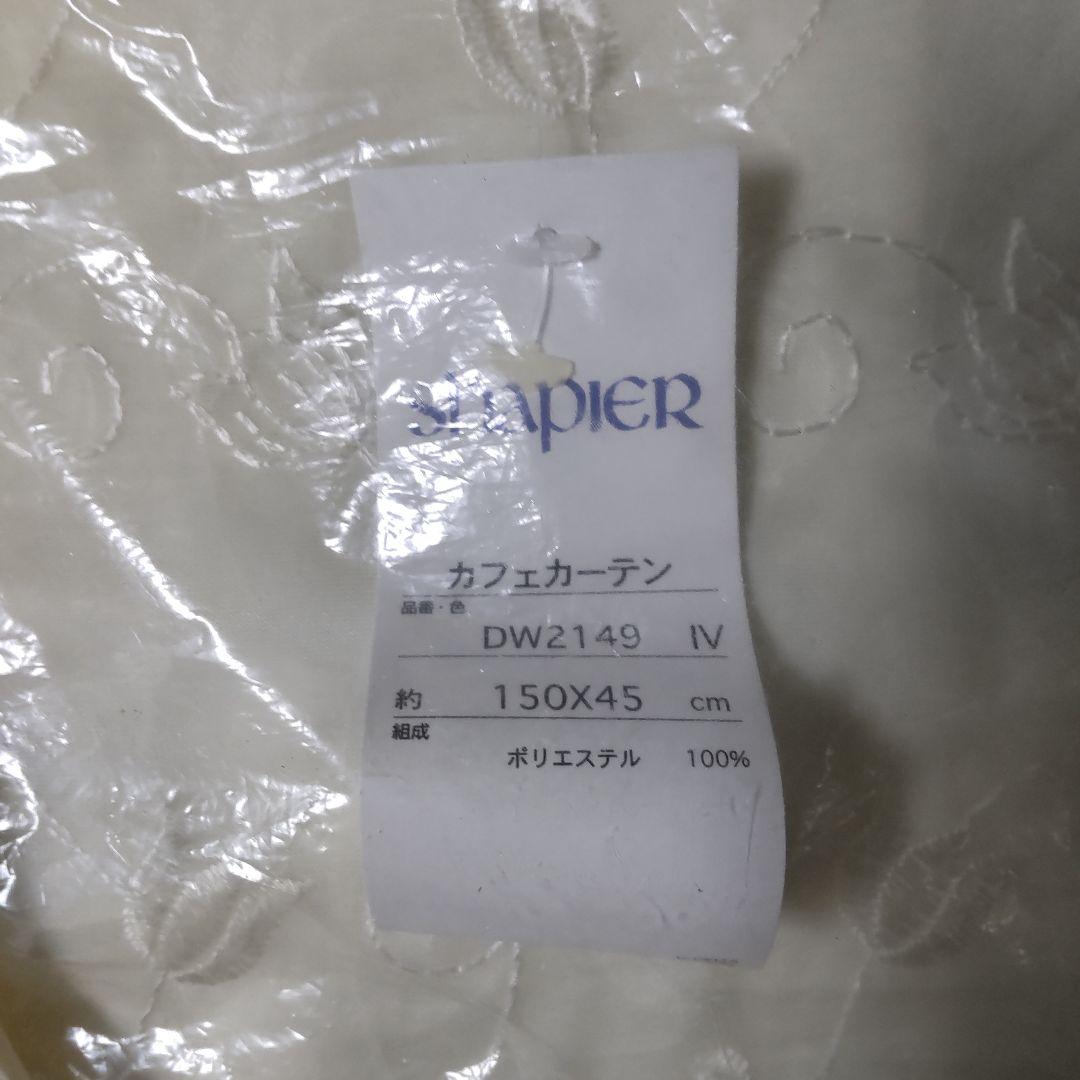 shapier
カフェカーテン
品番・色
DW2149 IV
約 150X45 cm
組成
ポリエステル 100%